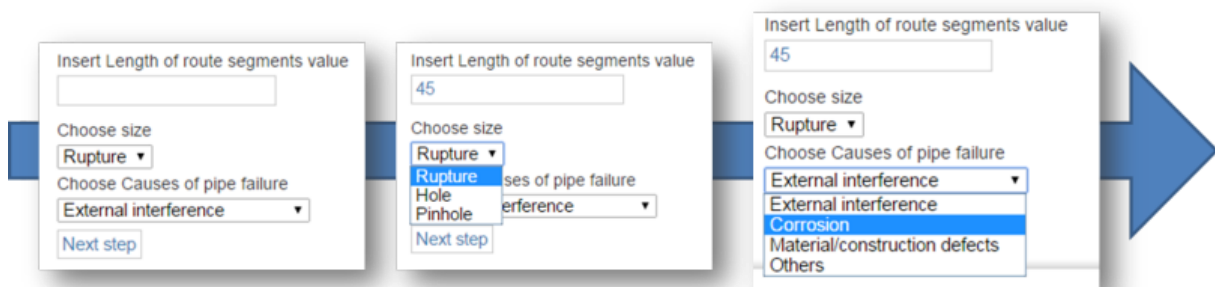 Insert Length of route segments value
Choose size
Rupture
Choose Causes of pipe failure
External interference
Next step
Insert Length of route segments value
45
Choose size
Rupture
Rupture
Hole
Pinhole
ses of pipe failure
erference
Next step
Insert Length of route segments value
45
Choose size
Rupture
Choose Causes of pipe failure
External interference
External interference
Corrosion
Material/construction defects
Others